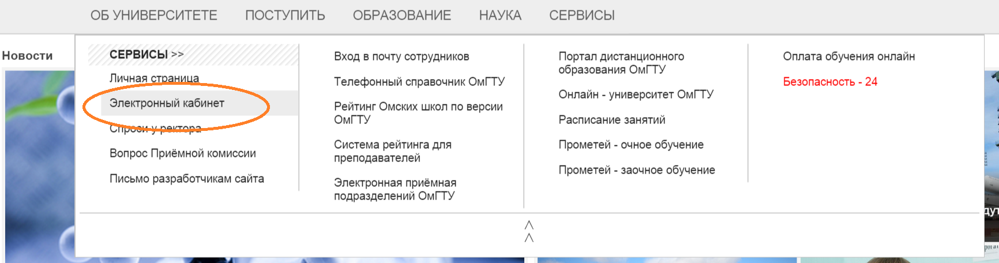 ОБ УНИВЕРСИТЕТЕ ПОСТУПИТЬ ОБРАЗОВАНИЕ НАУКА СЕРВИСЫ
Новости
СЕРВИСЫ >>
Личная страница
Электронный кабинет
Спроси у ректора
Вопрос Приёмной комиссии
Письмо разработчикам сайта
Вход в почту сотрудников
Телефонный справочник ОмГТУ
Рейтинг Омских школ по версии
ОмГТУ
Система рейтинга для
преподавателей
Электронная приёмная
подразделений ОмГТУ
Портал дистанционного
образования ОмГТУ
Онлайн - университет ОмГТУ
Расписание занятий
Прометей - очное обучение
Прометей - заочное обучение
Оплата обучения онлайн
Безопасность - 24